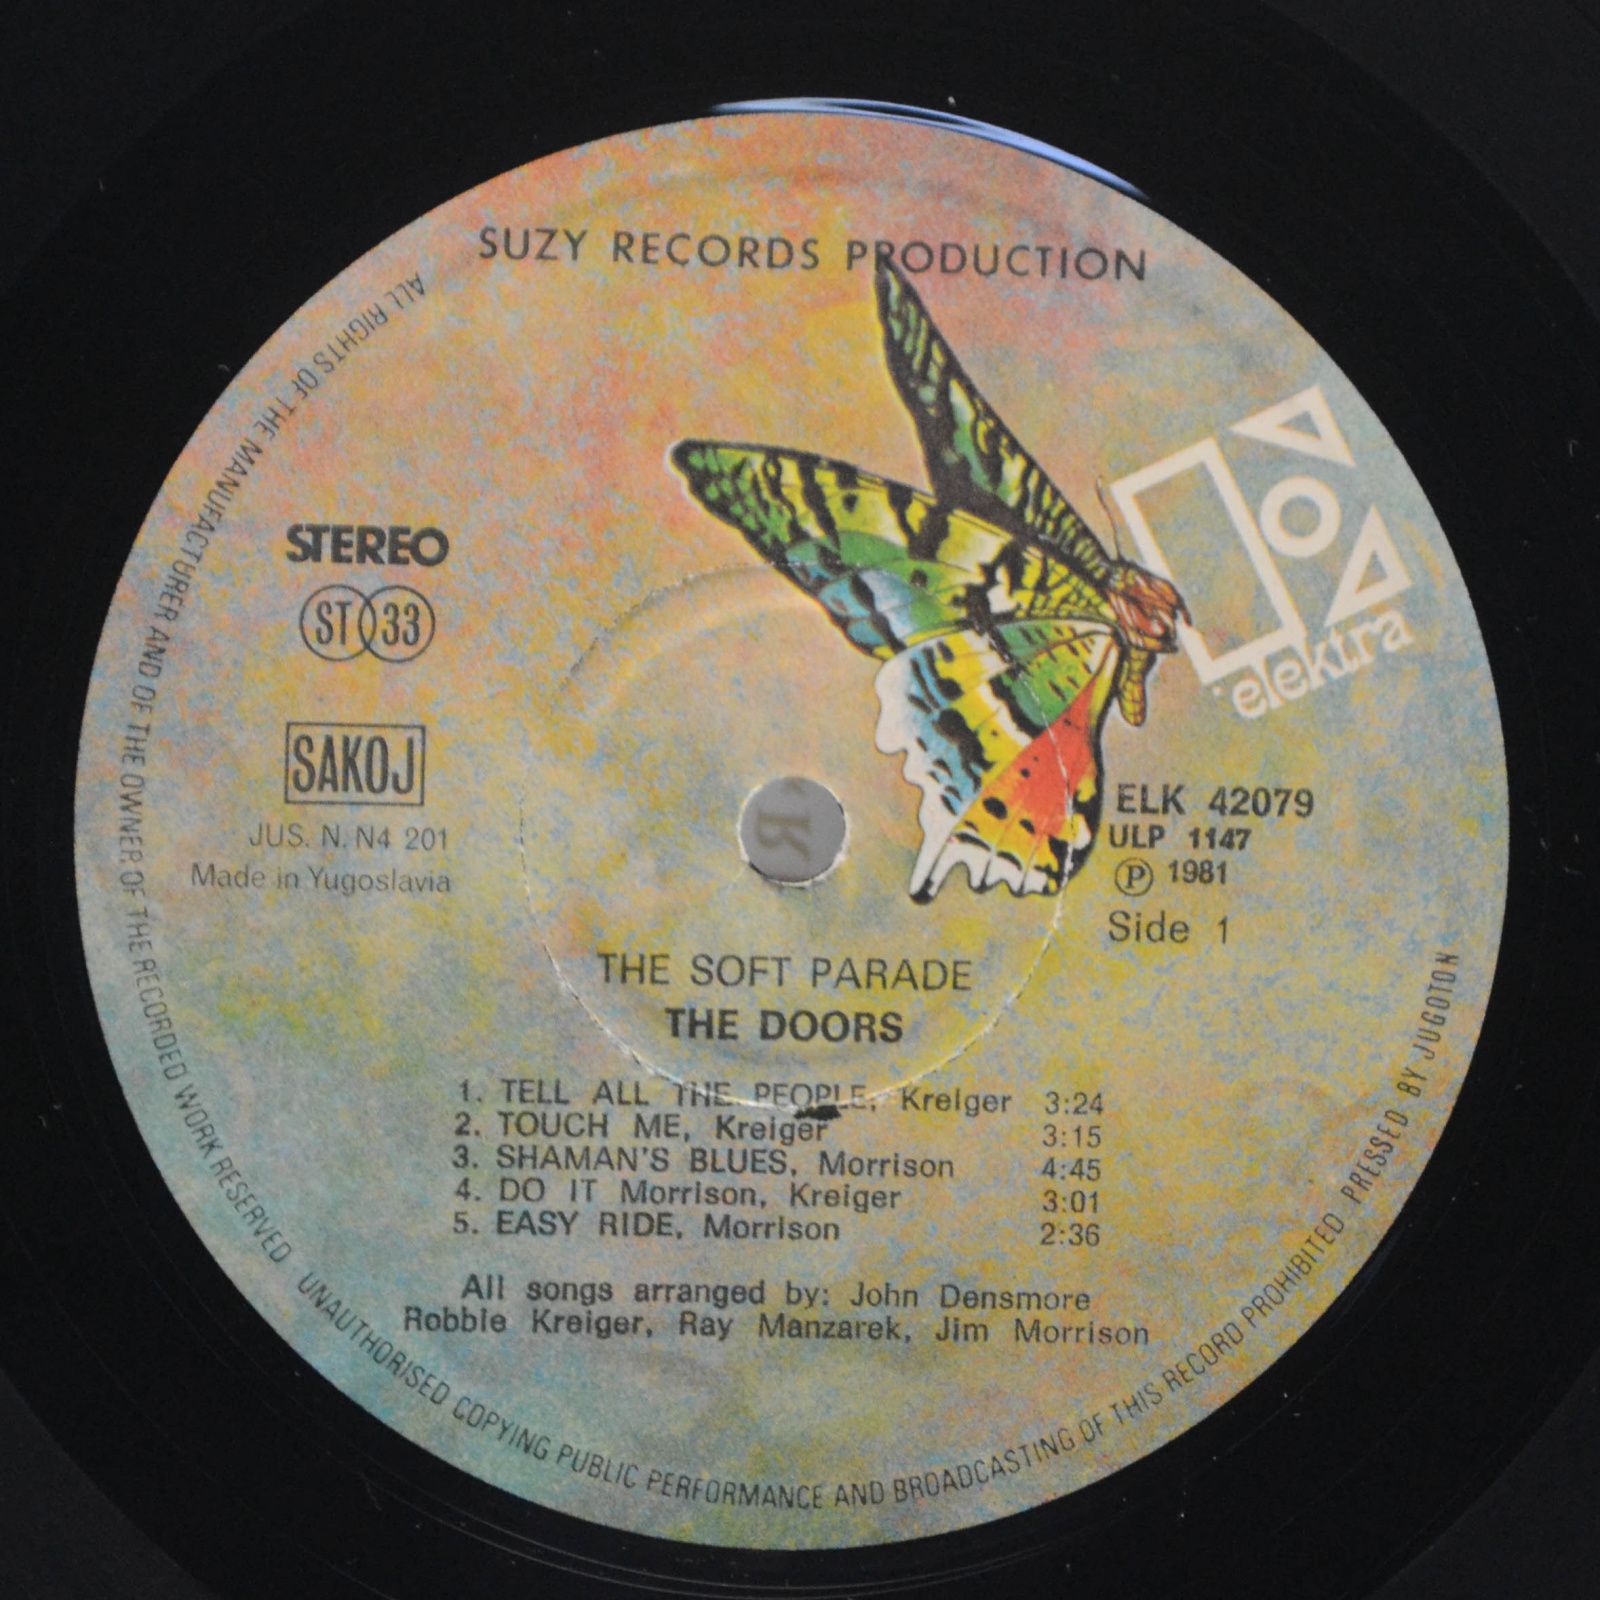 SUZY RECORDS PRODUCTION
elektra
STEREO
ST 33
SAKOJ
JUS. N. N4 201
Made in Yugoslavia
ELK 42079
ULP 1147
Ⓟ 1981
Side 1
THE SOFT PARADE
THE DOORS
1. TELL ALL THE PEOPLE, Kreiger 3:24
2. TOUCH ME, Kreiger 3:15
3. SHAMAN'S BLUES, Morrison 4:45
4. DO IT Morrison, Kreiger 3:01
5. EASY RIDE, Morrison 2:36
All songs arranged by: John Densmore
Robbie Kreiger, Ray Manzarek, Jim Morrison
ALL RIGHTS OF THE MANUFACTURER AND OF THE OWNER OF THE RECORDED WORK RESERVED UNAUTHORISED COPYING PUBLIC PERFORMANCE AND BROADCASTING OF THIS RECORD PROHIBITED PRESSED BY JUGOTON